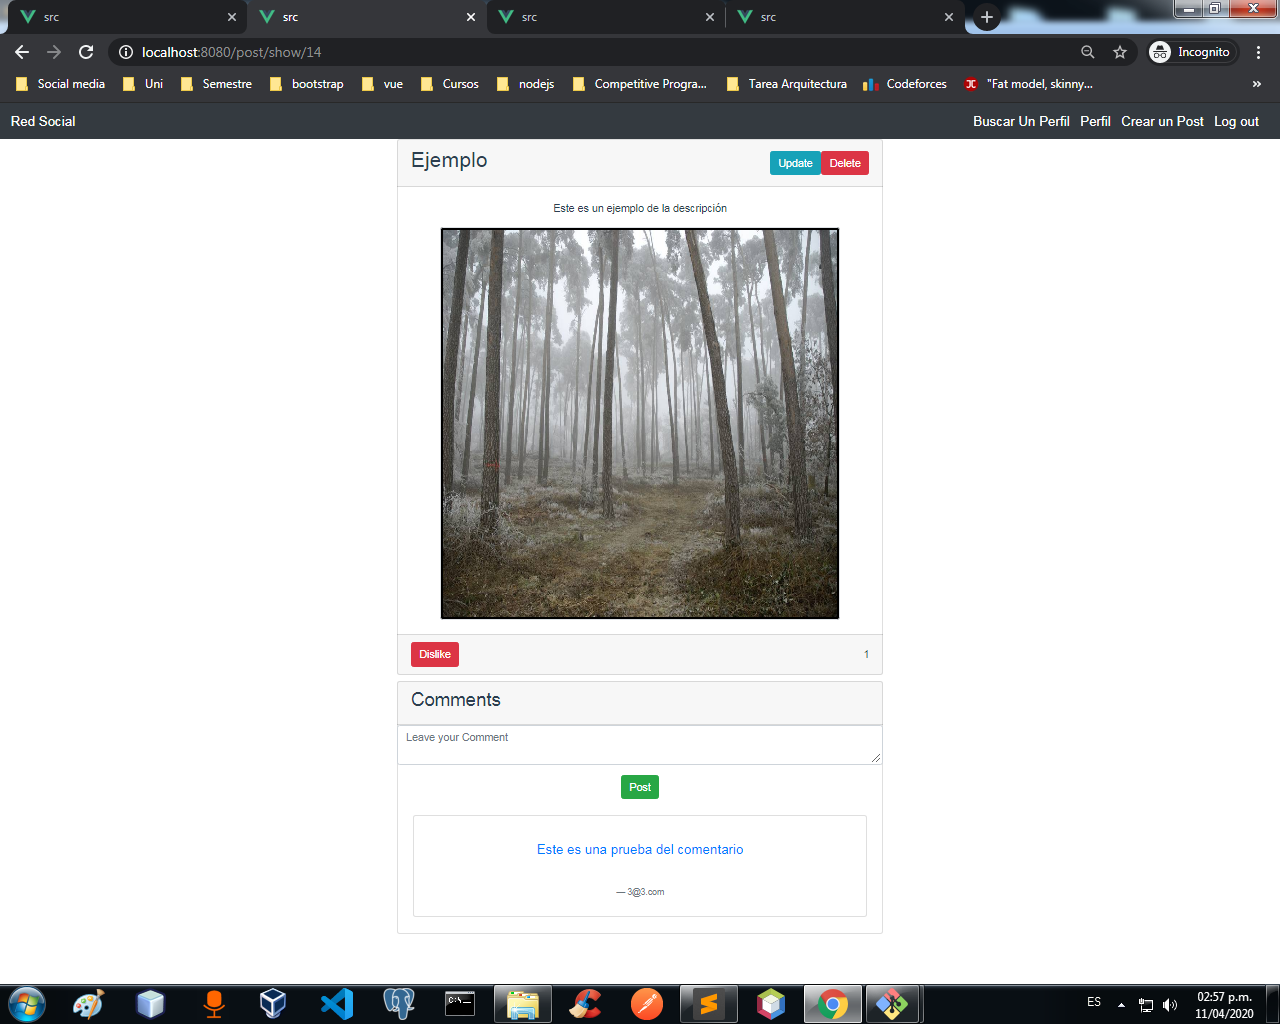 src
src
src
src
localhost:8080/post/show/14
Incognito
Social media
Uni
Semestre
bootstrap
vue
Cursos
nodejs
Competitive Progra...
Tarea Arquitectura
Codeforces
"Fat model, skinny...
»
Red Social
Buscar Un Perfil
Perfil
Crear un Post
Log out
Ejemplo
Update
Delete
Este es un ejemplo de la descripción
Dislike
1
Comments
Leave your Comment
Post
Este es una prueba del comentario
— 3@3.com
C:\_
ES
02:57 p.m.
11/04/2020